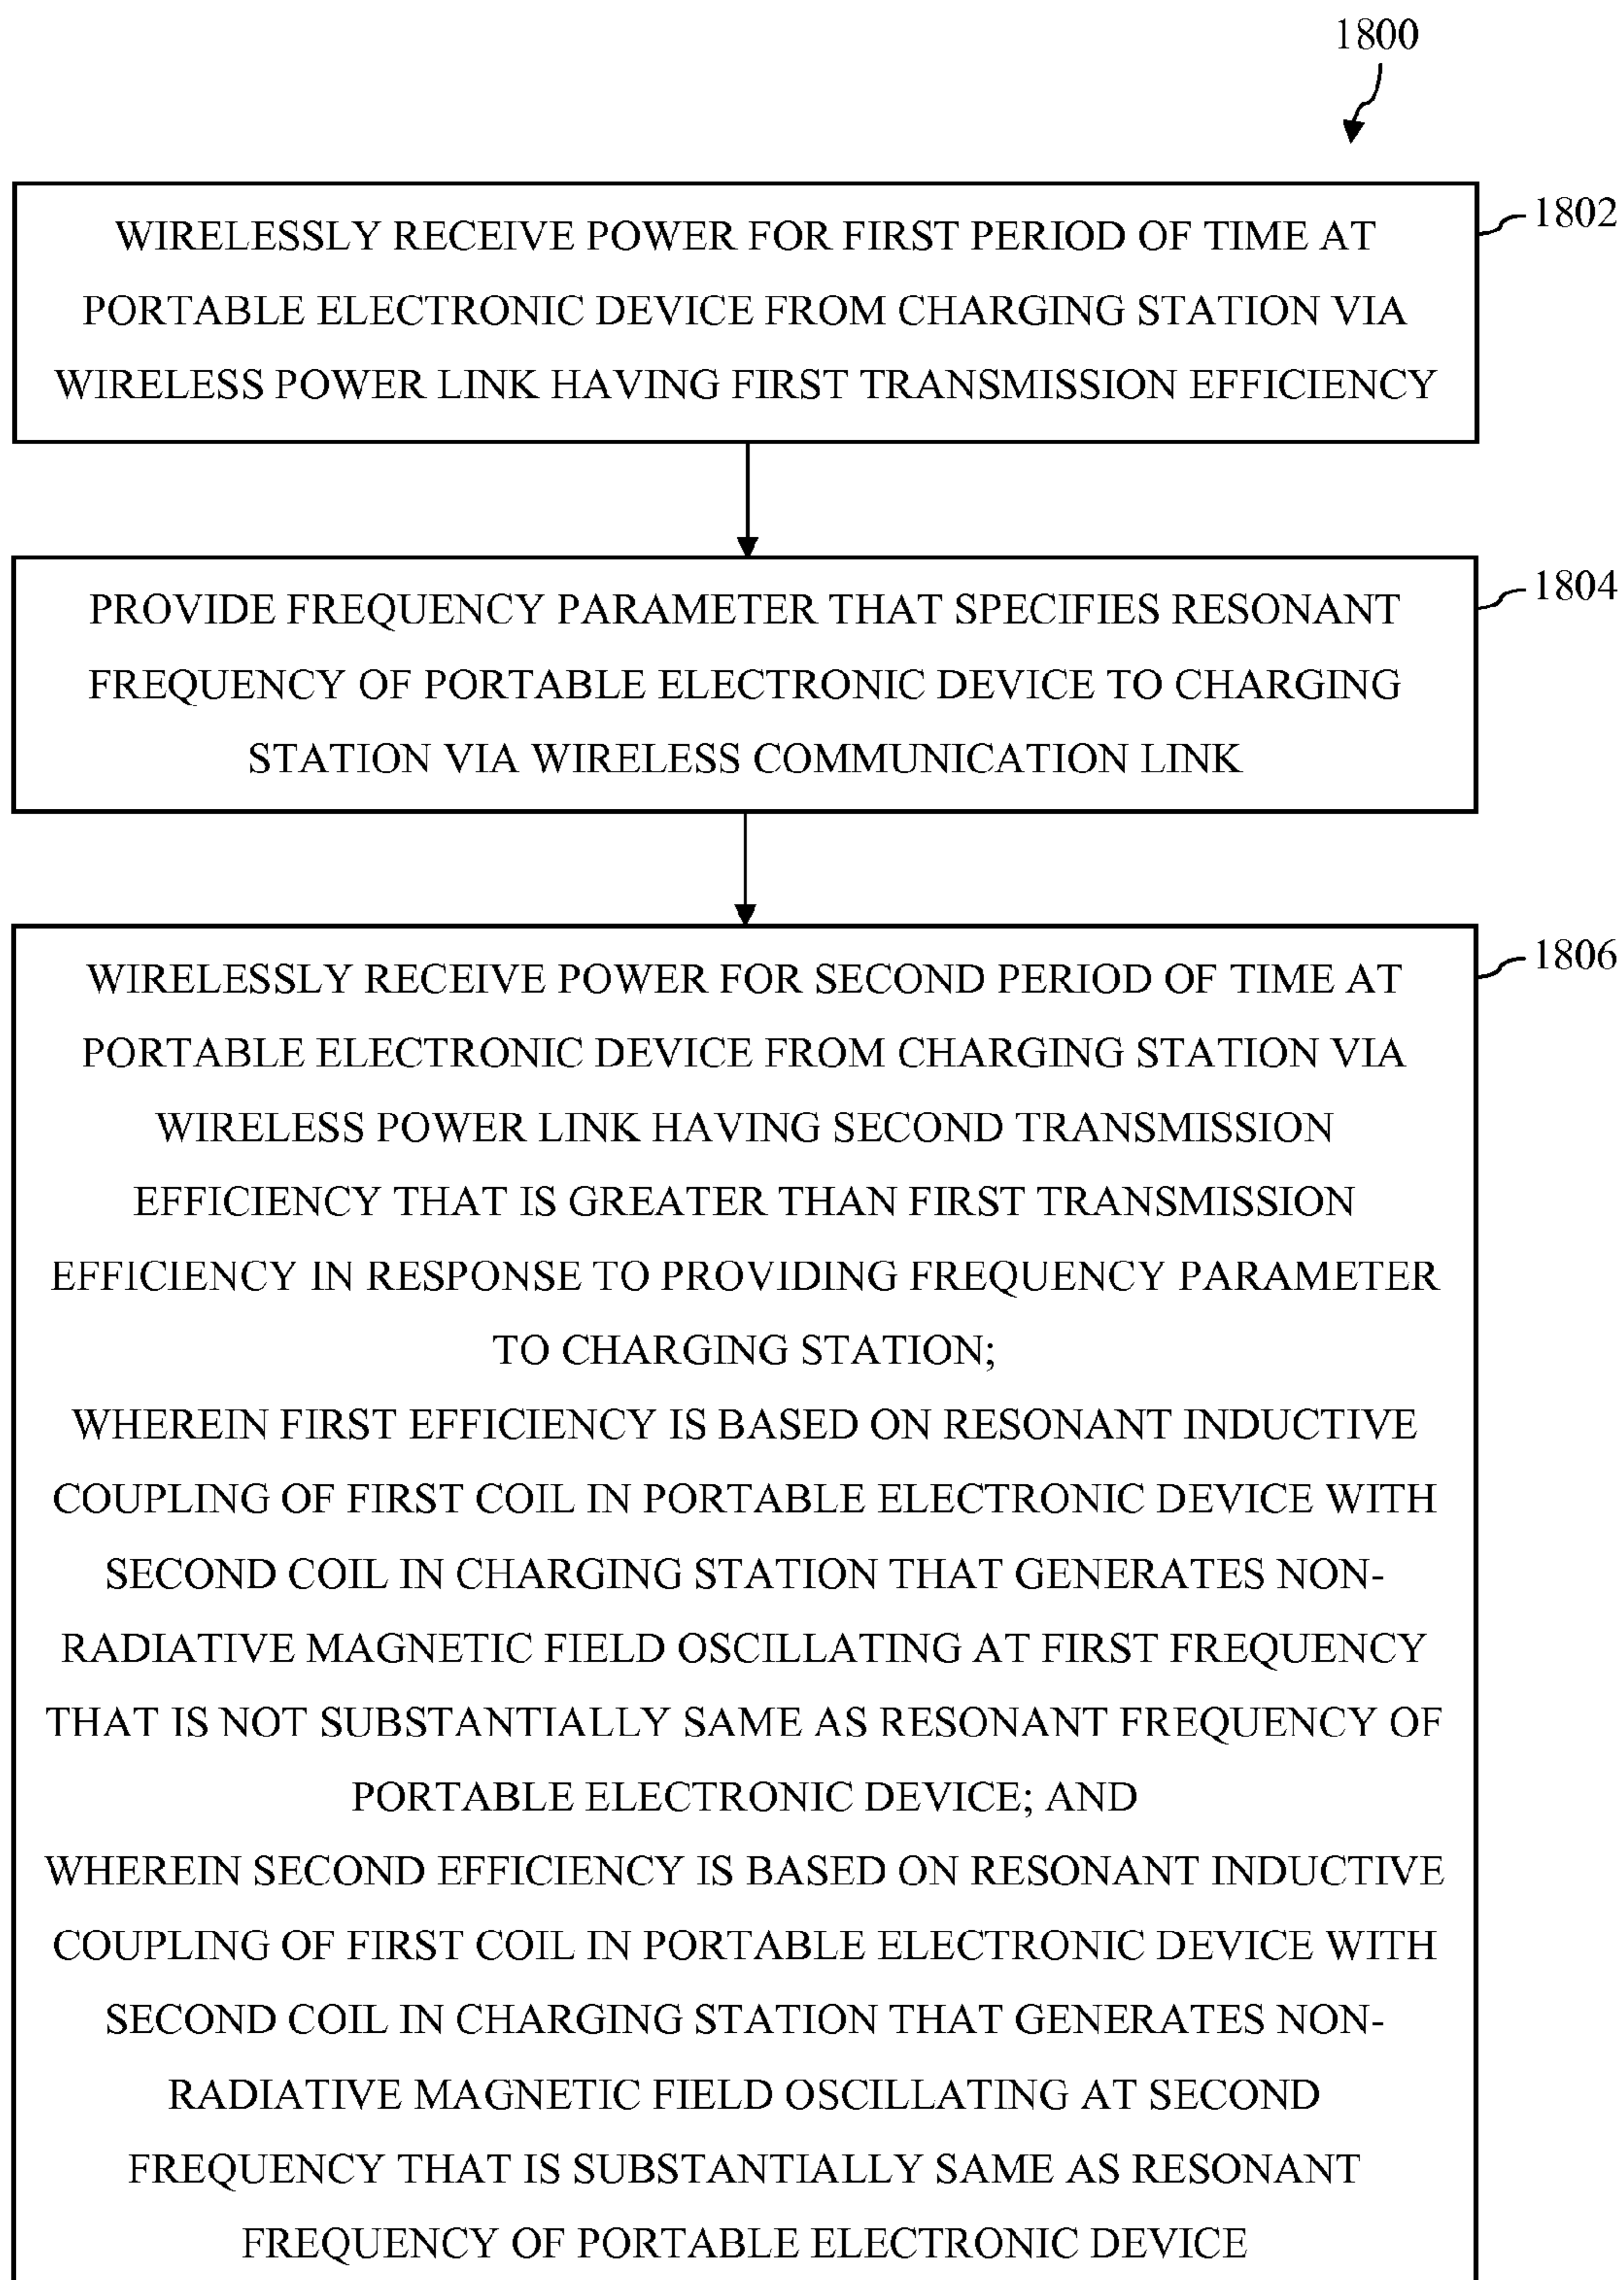 1800
1802
WIRELESSLY RECEIVE POWER FOR FIRST PERIOD OF TIME AT
PORTABLE ELECTRONIC DEVICE FROM CHARGING STATION VIA
WIRELESS POWER LINK HAVING FIRST TRANSMISSION EFFICIENCY
1804
PROVIDE FREQUENCY PARAMETER THAT SPECIFIES RESONANT
FREQUENCY OF PORTABLE ELECTRONIC DEVICE TO CHARGING
STATION VIA WIRELESS COMMUNICATION LINK
1806
WIRELESSLY RECEIVE POWER FOR SECOND PERIOD OF TIME AT
PORTABLE ELECTRONIC DEVICE FROM CHARGING STATION VIA
WIRELESS POWER LINK HAVING SECOND TRANSMISSION
EFFICIENCY THAT IS GREATER THAN FIRST TRANSMISSION
EFFICIENCY IN RESPONSE TO PROVIDING FREQUENCY PARAMETER
TO CHARGING STATION;
WHEREIN FIRST EFFICIENCY IS BASED ON RESONANT INDUCTIVE
COUPLING OF FIRST COIL IN PORTABLE ELECTRONIC DEVICE WITH
SECOND COIL IN CHARGING STATION THAT GENERATES NON-
RADIATIVE MAGNETIC FIELD OSCILLATING AT FIRST FREQUENCY
THAT IS NOT SUBSTANTIALLY SAME AS RESONANT FREQUENCY OF
PORTABLE ELECTRONIC DEVICE; AND
WHEREIN SECOND EFFICIENCY IS BASED ON RESONANT INDUCTIVE
COUPLING OF FIRST COIL IN PORTABLE ELECTRONIC DEVICE WITH
SECOND COIL IN CHARGING STATION THAT GENERATES NON-
RADIATIVE MAGNETIC FIELD OSCILLATING AT SECOND
FREQUENCY THAT IS SUBSTANTIALLY SAME AS RESONANT
FREQUENCY OF PORTABLE ELECTRONIC DEVICE